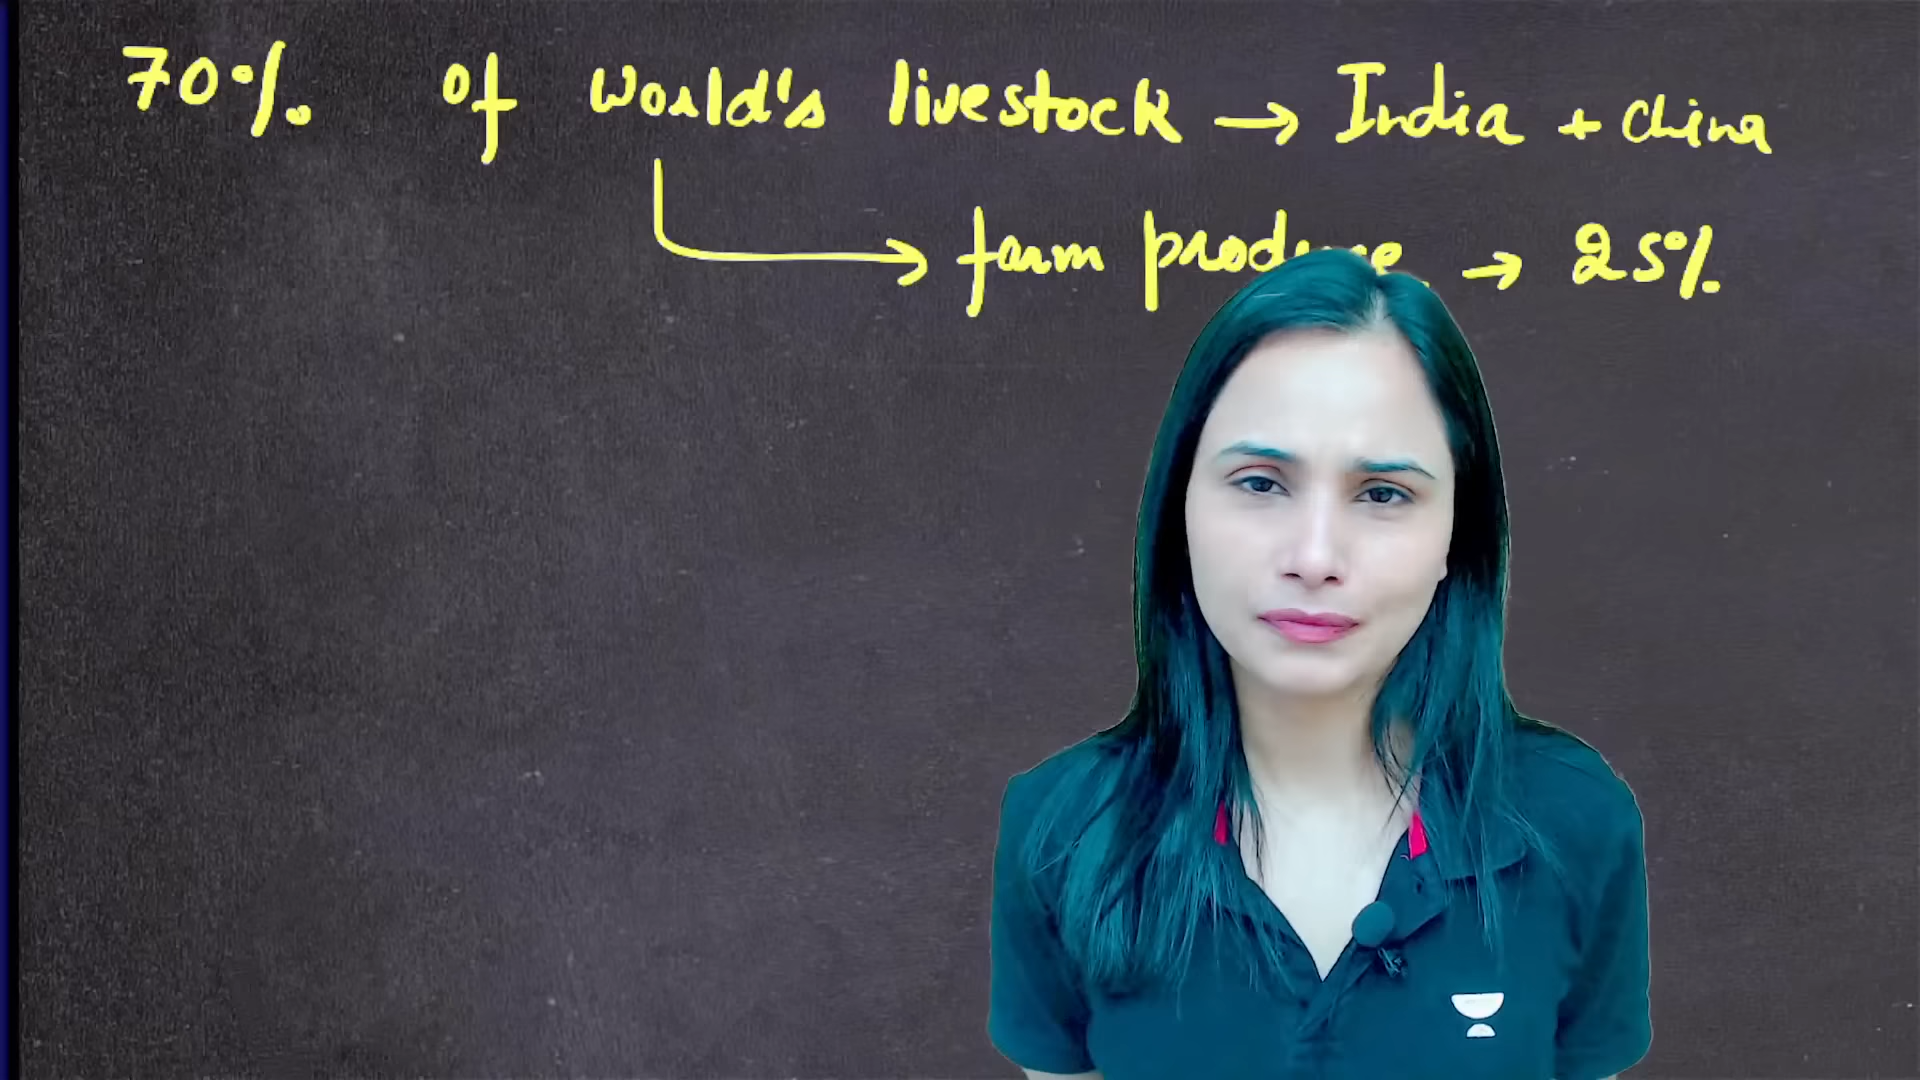 70% of World's livestock → India + China
→ farm produce → 25%